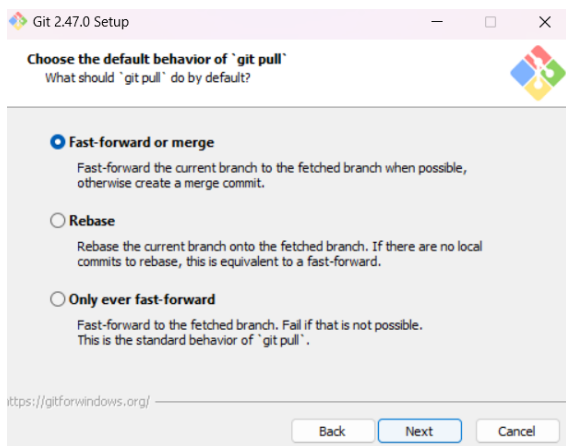 Git 2.47.0 Setup
Choose the default behavior of `git pull`
What should `git pull` do by default?
Fast-forward or merge
Fast-forward the current branch to the fetched branch when possible,
otherwise create a merge commit.
Rebase
Rebase the current branch onto the fetched branch. If there are no local
commits to rebase, this is equivalent to a fast-forward.
Only ever fast-forward
Fast-forward to the fetched branch. Fail if that is not possible.
This is the standard behavior of `git pull`.
https://gitforwindows.org/
Back Next Cancel